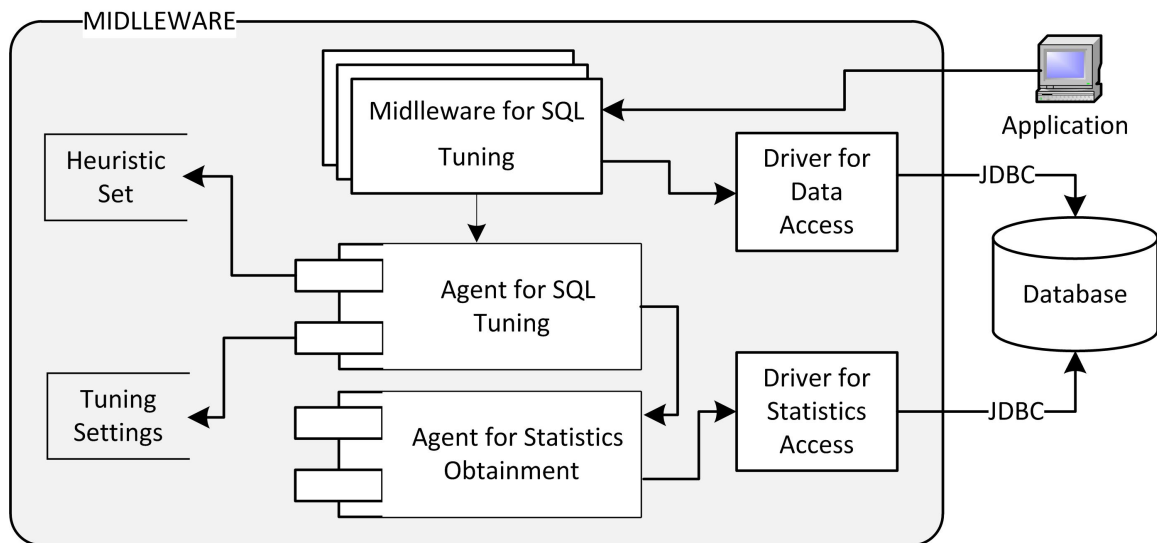 MIDLLEWARE
Midlleware for SQL
Tuning
Application
Heuristic
Set
Driver for
Data
Access
JDBC
Agent for SQL
Tuning
Database
Tuning
Settings
Agent for Statistics
Obtainment
Driver for
Statistics
Access
JDBC